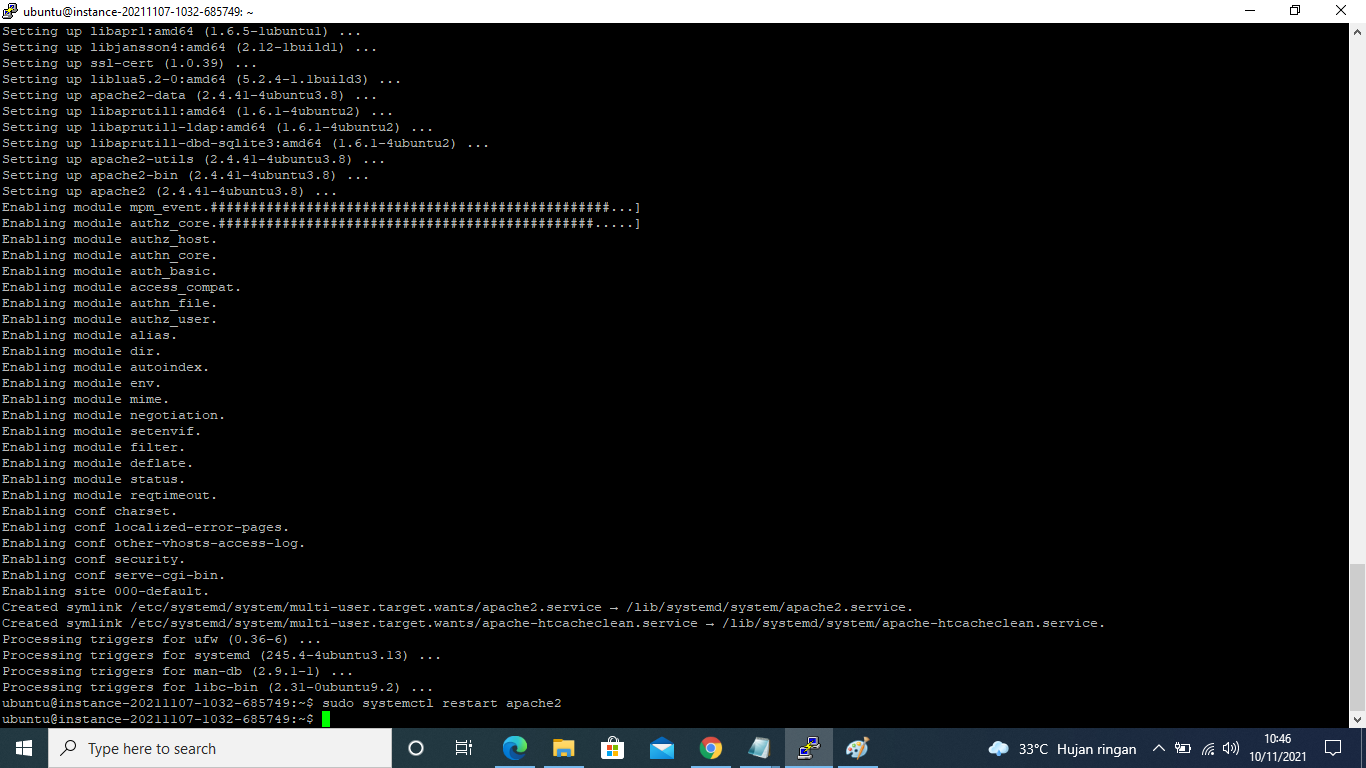 ubuntu@instance-20211107-1032-685749: ~
Setting up libapr1:amd64 (1.6.5-1ubuntu1) ...
Setting up libjansson4:amd64 (2.12-1build1) ...
Setting up ssl-cert (1.0.39) ...
Setting up liblua5.2-0:amd64 (5.2.4-1.1build3) ...
Setting up apache2-data (2.4.41-4ubuntu3.8) ...
Setting up libaprutil1:amd64 (1.6.1-4ubuntu2) ...
Setting up libaprutil1-ldap:amd64 (1.6.1-4ubuntu2) ...
Setting up libaprutil1-dbd-sqlite3:amd64 (1.6.1-4ubuntu2) ...
Setting up apache2-utils (2.4.41-4ubuntu3.8) ...
Setting up apache2-bin (2.4.41-4ubuntu3.8) ...
Setting up apache2 (2.4.41-4ubuntu3.8) ...
Enabling module mpm_event.##################################################...]
Enabling module authz_core.###############################################.....]
Enabling module authz_host.
Enabling module authn_core.
Enabling module auth_basic.
Enabling module access_compat.
Enabling module authn_file.
Enabling module authz_user.
Enabling module alias.
Enabling module dir.
Enabling module autoindex.
Enabling module env.
Enabling module mime.
Enabling module negotiation.
Enabling module setenvif.
Enabling module filter.
Enabling module deflate.
Enabling module status.
Enabling module reqtimeout.
Enabling conf charset.
Enabling conf localized-error-pages.
Enabling conf other-vhosts-access-log.
Enabling conf security.
Enabling conf serve-cgi-bin.
Enabling site 000-default.
Created symlink /etc/systemd/system/multi-user.target.wants/apache2.service → /lib/systemd/system/apache2.service.
Created symlink /etc/systemd/system/multi-user.target.wants/apache-htcacheclean.service → /lib/systemd/system/apache-htcacheclean.service.
Processing triggers for ufw (0.36-6) ...
Processing triggers for systemd (245.4-4ubuntu3.13) ...
Processing triggers for man-db (2.9.1-1) ...
Processing triggers for libc-bin (2.31-0ubuntu9.2) ...
ubuntu@instance-20211107-1032-685749:~$ sudo systemctl restart apache2
ubuntu@instance-20211107-1032-685749:~$
Type here to search
33°C Hujan ringan
10:46
10/11/2021